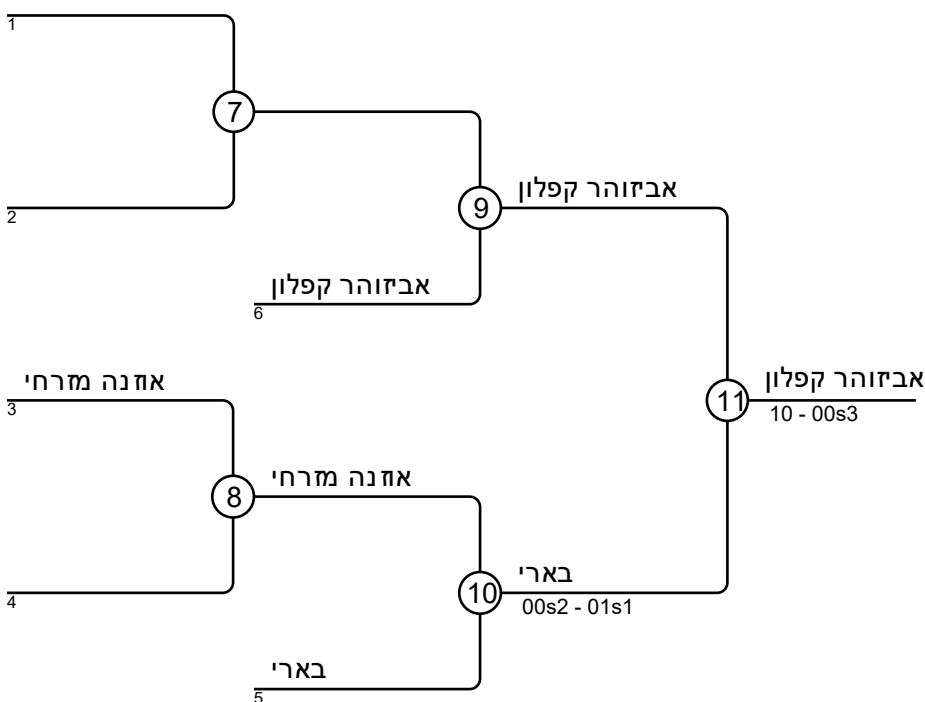 1
7
2
9
אביזוהר קפלון
6
אביזוהר קפלון
3
אוזנה מזרחי
11
אביזוהר קפלון
10 - 00s3
8
אוזנה מזרחי
4
10
בארי
00s2 - 01s1
5
בארי